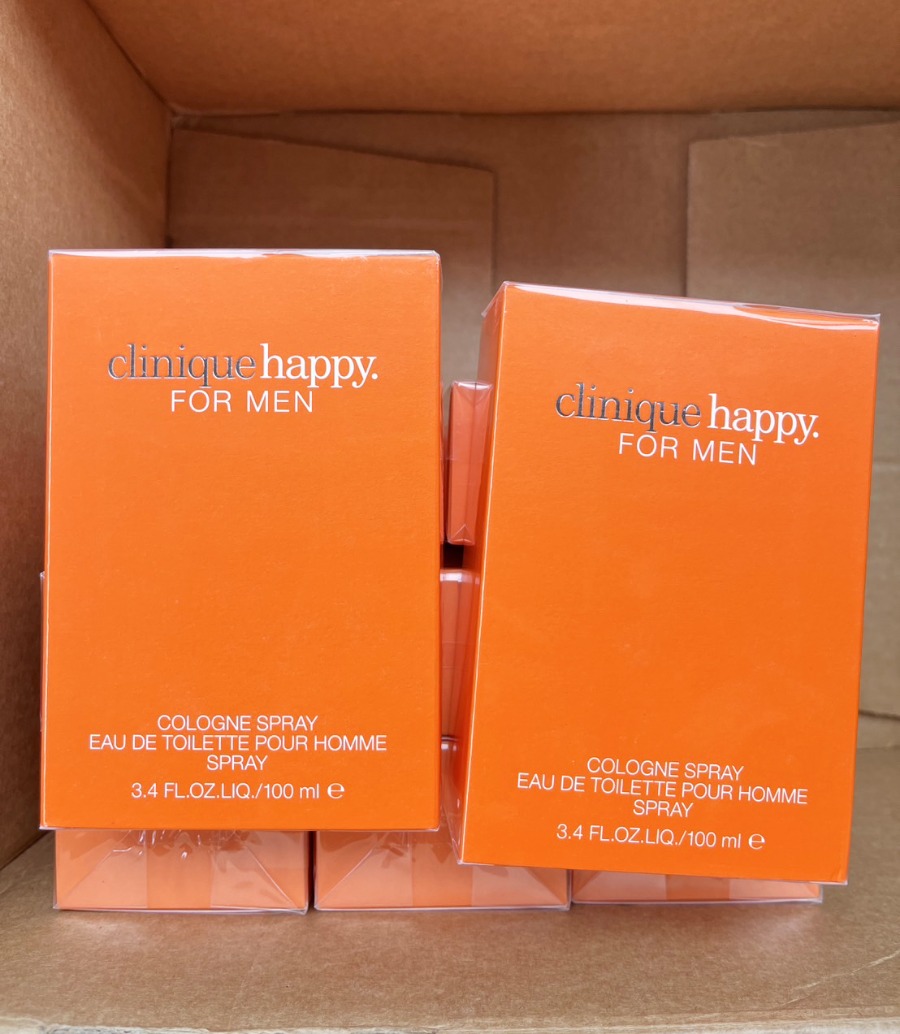 clinique happy.
FOR MEN
COLOGNE SPRAY
EAU DE TOILETTE POUR HOMME
SPRAY
3.4 FL.OZ.LIQ./100 ml ℮
clinique happy.
FOR MEN
COLOGNE SPRAY
EAU DE TOILETTE POUR HOMME
SPRAY
3.4 FL.OZ.LIQ./100 ml ℮